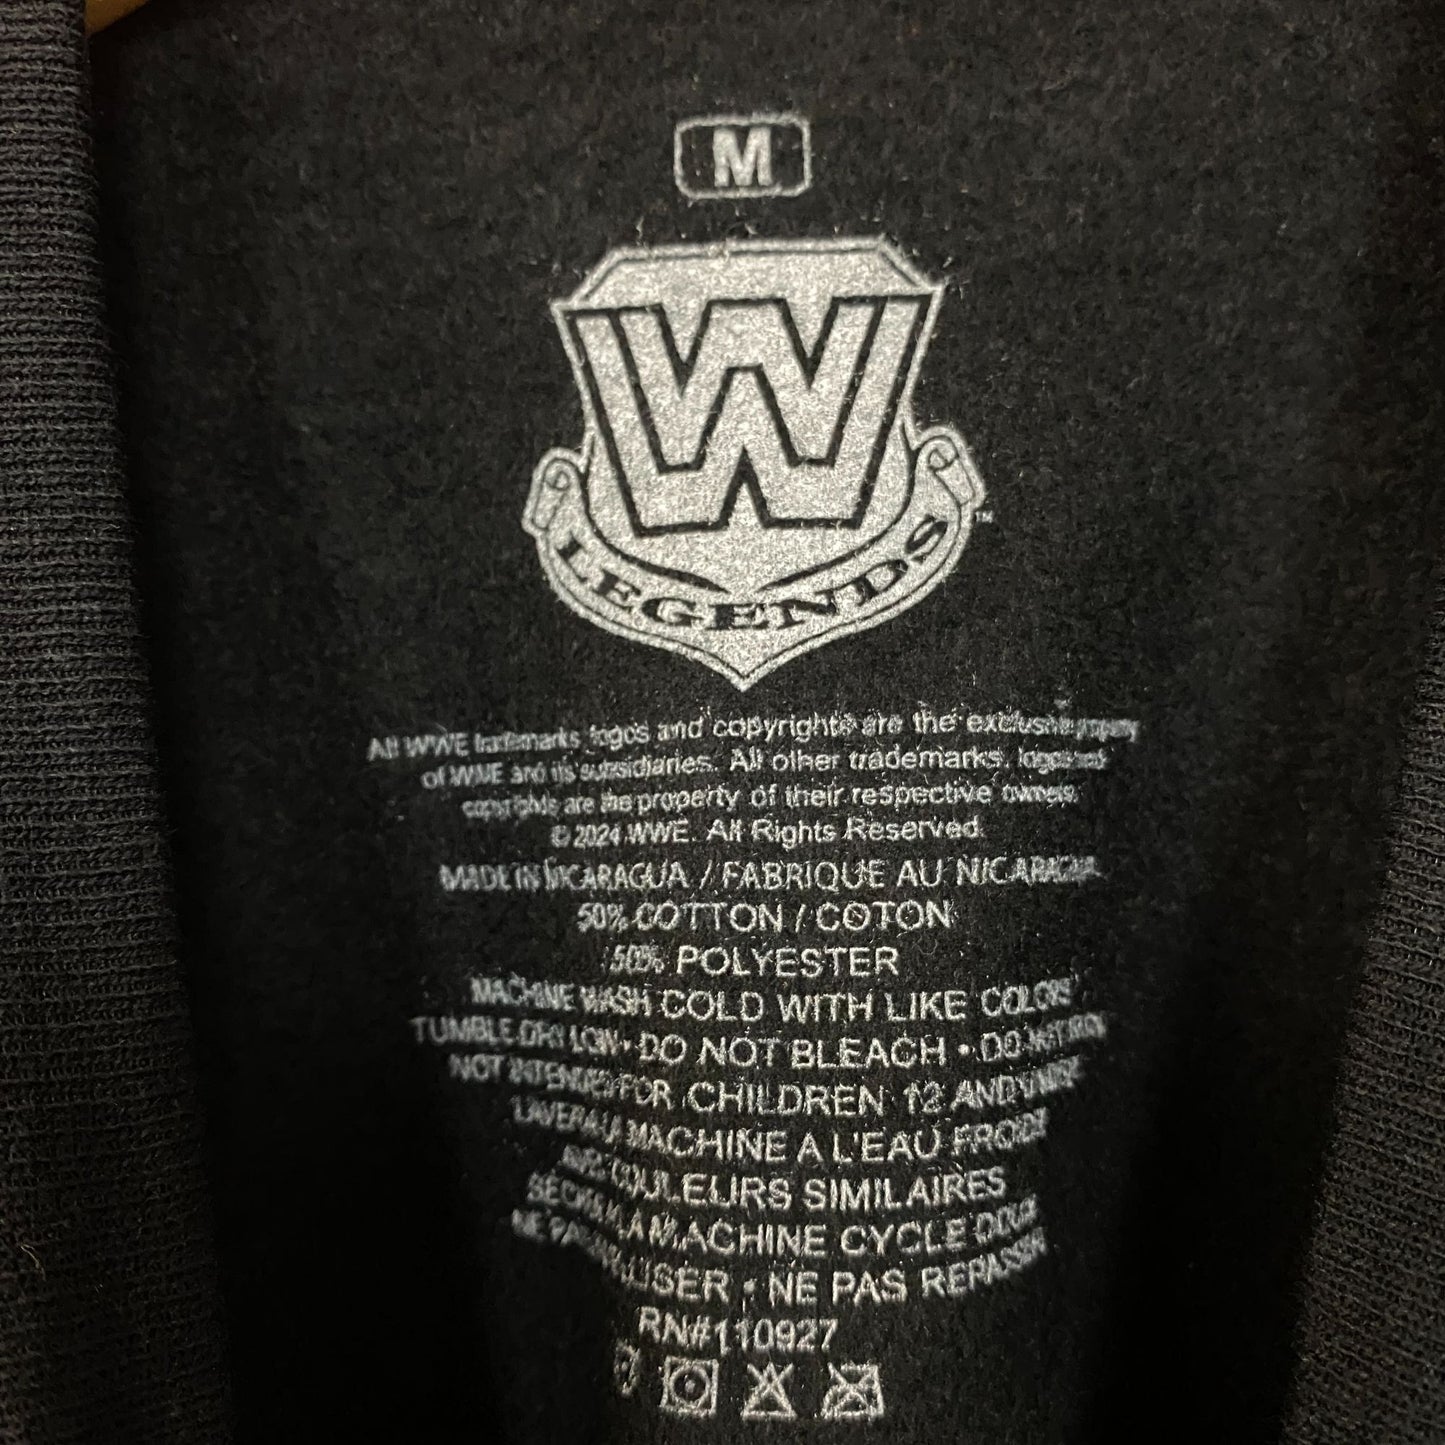 M
W
LEGENDS
TM
All WWE trademarks, logos and copyrights are the exclusive property
of WWE and its subsidiaries. All other trademarks, logos and
copyrights are the property of their respective owners.
© 2024 WWE. All Rights Reserved.
MADE IN NICARAGUA / FABRIQUE AU NICARAGUA
50% COTTON / COTON
50% POLYESTER
MACHINE WASH COLD WITH LIKE COLORS
TUMBLE DRY LOW • DO NOT BLEACH • DO NOT IRON
NOT INTENDED FOR CHILDREN 12 AND UNDER
LAVER A LA MACHINE A L'EAU FROIDE
COULEURS SIMILAIRES
MACHINE CYCLE DOUX
NE PAS • NE PAS REPASSER
RN#110927